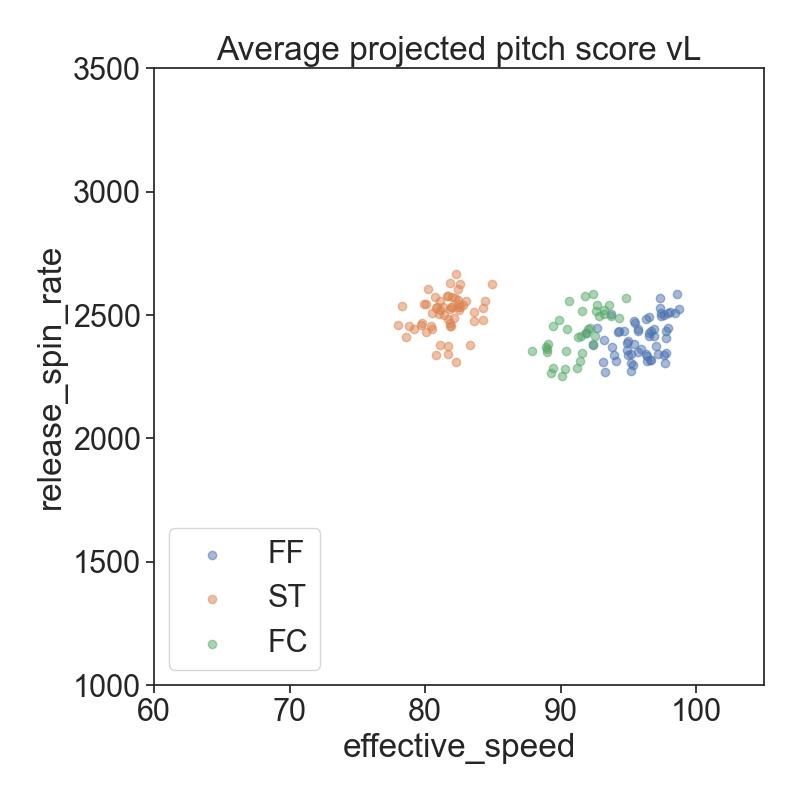 Average projected pitch score vL
3500
3000
2500
2000
1500
1000
release_spin_rate
FF
ST
FC
60 70 80 90 100
effective_speed